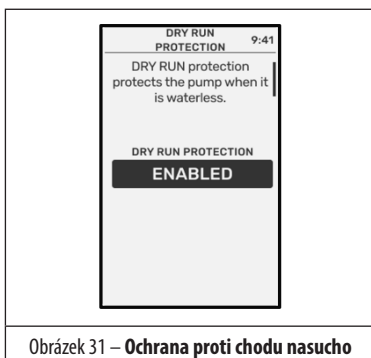 DRY RUN
PROTECTION
9:41
DRY RUN protection
protects the pump when it
is waterless.
DRY RUN PROTECTION
ENABLED
Obrázek 31 – Ochrana proti chodu nasucho